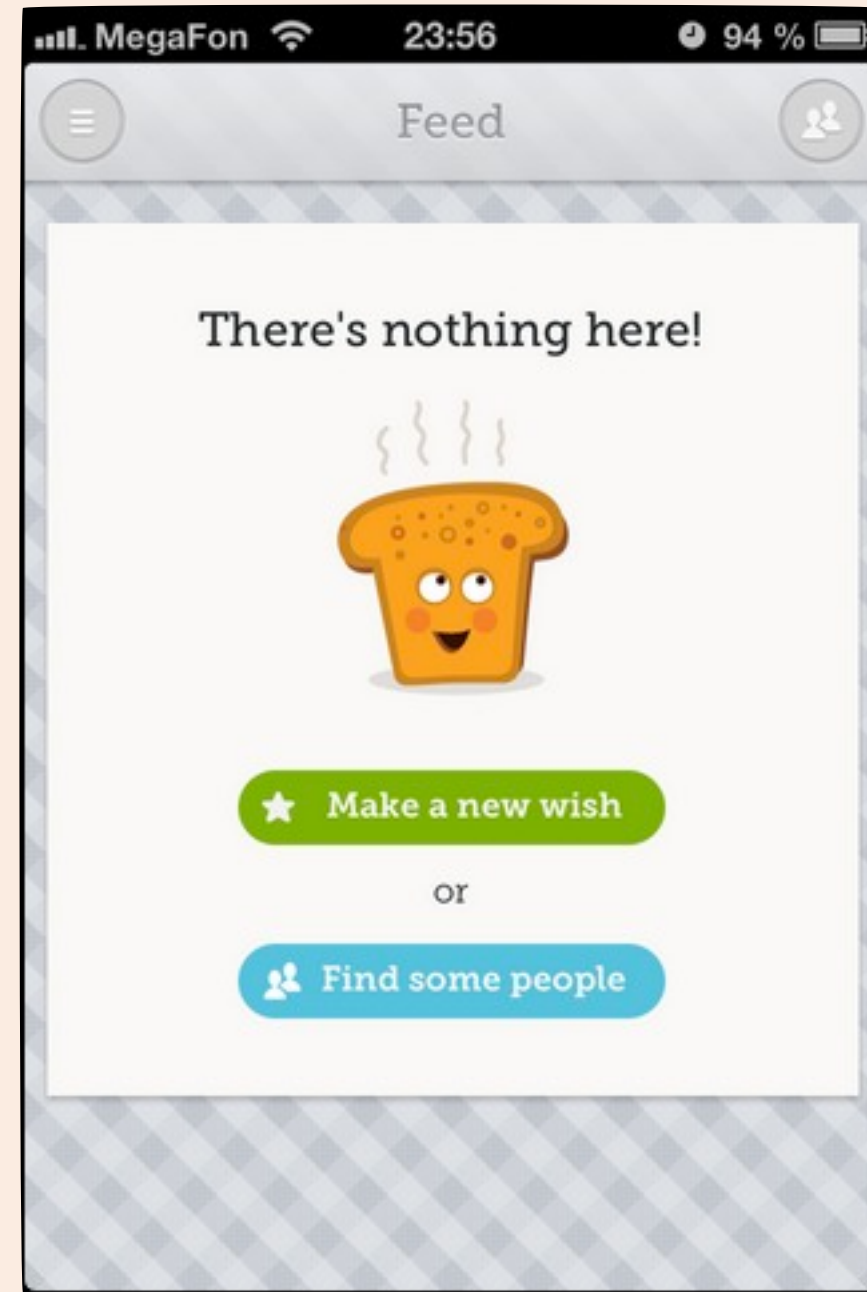 MegaFon 23:56 94 %
Feed
There's nothing here!
Make a new wish
or
Find some people